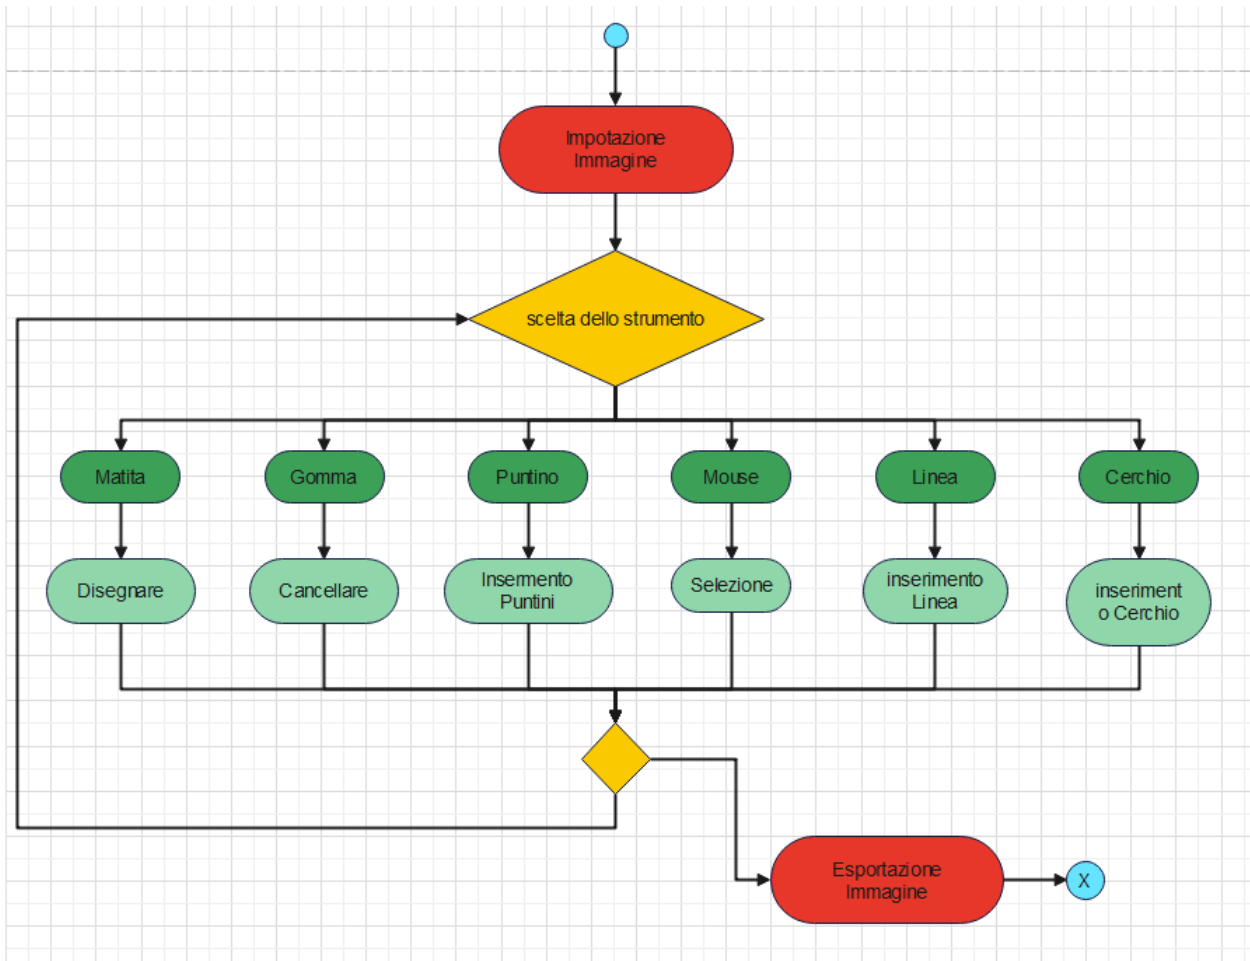 Impotazione
Immagine
scelta dello strumento
Matita
Gomma
Puntino
Mouse
Linea
Cerchio
Disegnare
Cancellare
Insermento
Puntini
Selezione
inserimento
Linea
inseriment
o Cerchio
Esportazione
Immagine
X